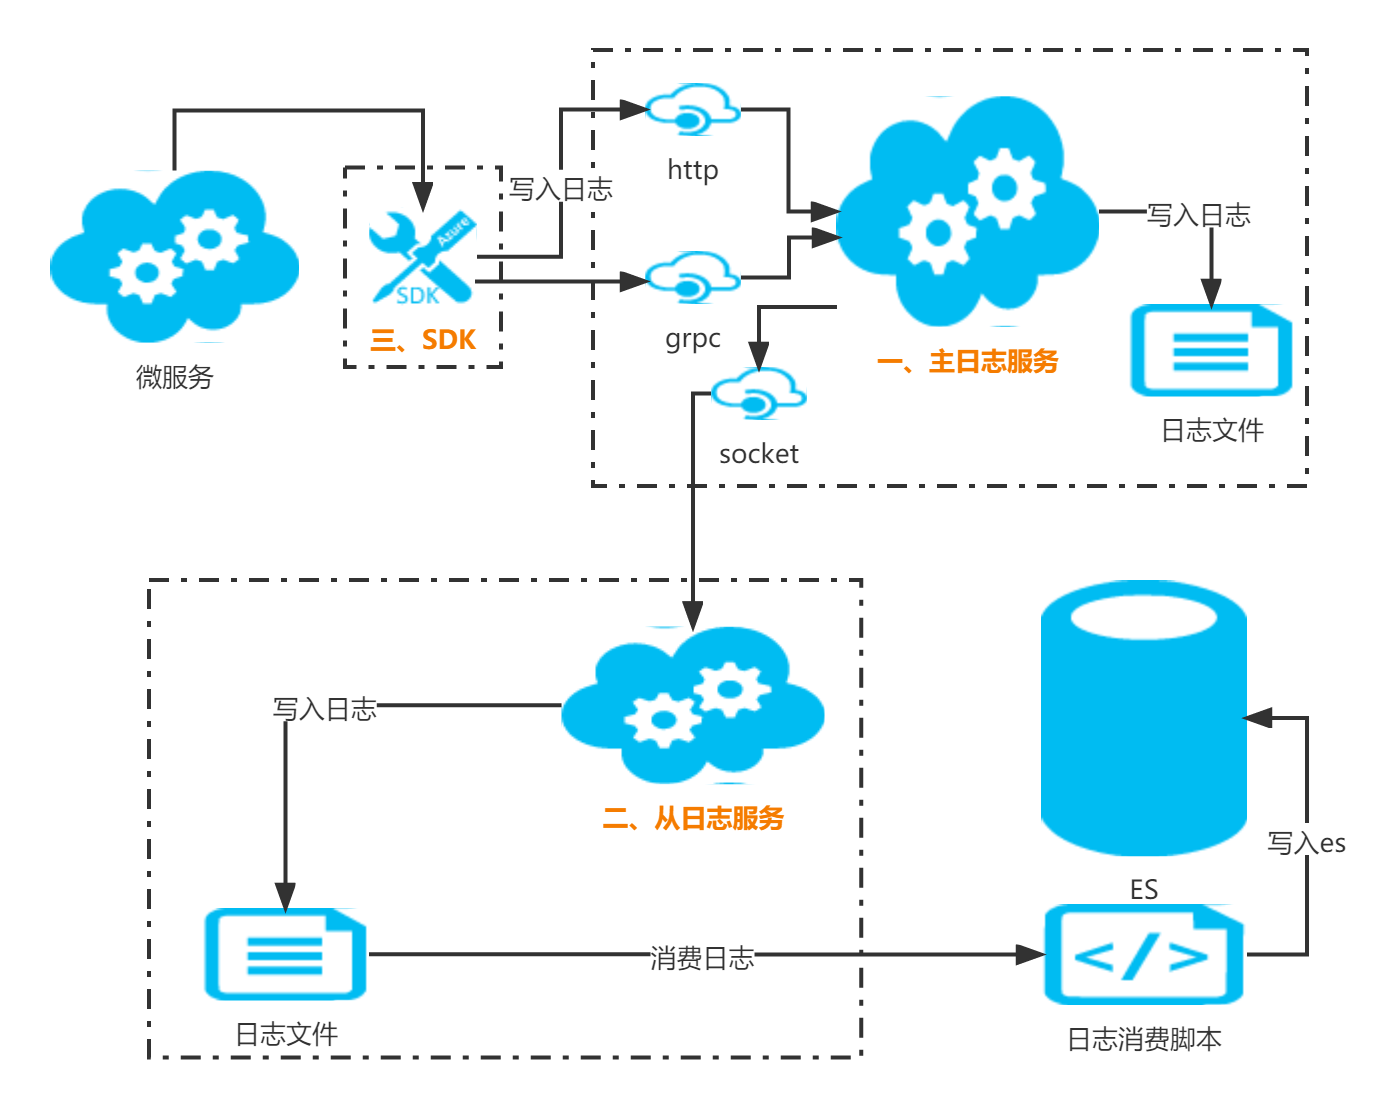 http
写入日志
写入日志
Azure
SDK
三、SDK
grpc
一、主日志服务
微服务
日志文件
socket
写入日志
二、从日志服务
写入es
ES
消费日志
</>
日志文件
日志消费脚本